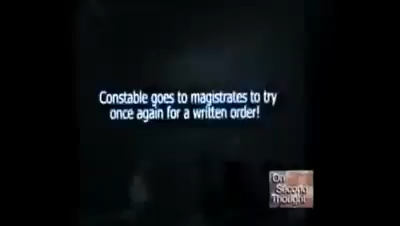 Constable goes to magistrates to try
once again for a written order!
On
Second
Thought